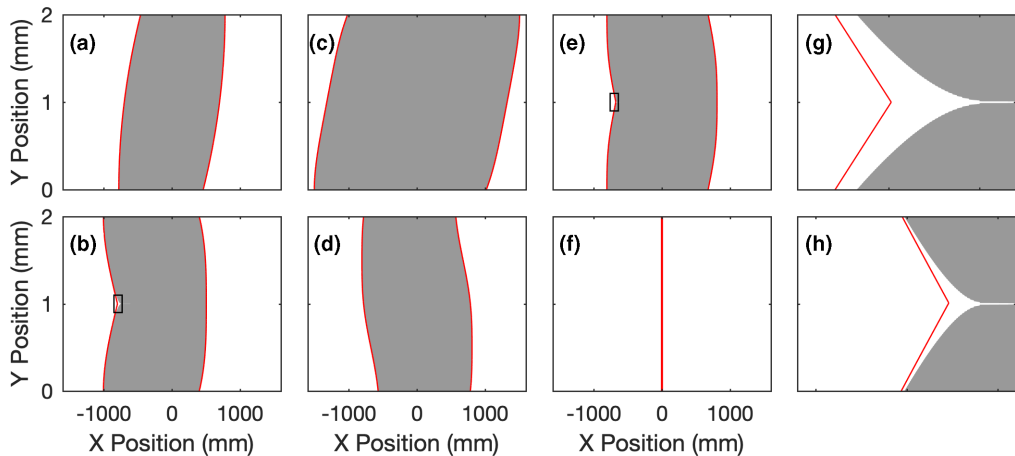 2
(a)
(c)
(e)
(g)
1
0
Y Position (mm)
2
(b)
(d)
(f)
(h)
1
0
Y Position (mm)
-1000 0 1000
-1000 0 1000
-1000 0 1000
X Position (mm)
X Position (mm)
X Position (mm)